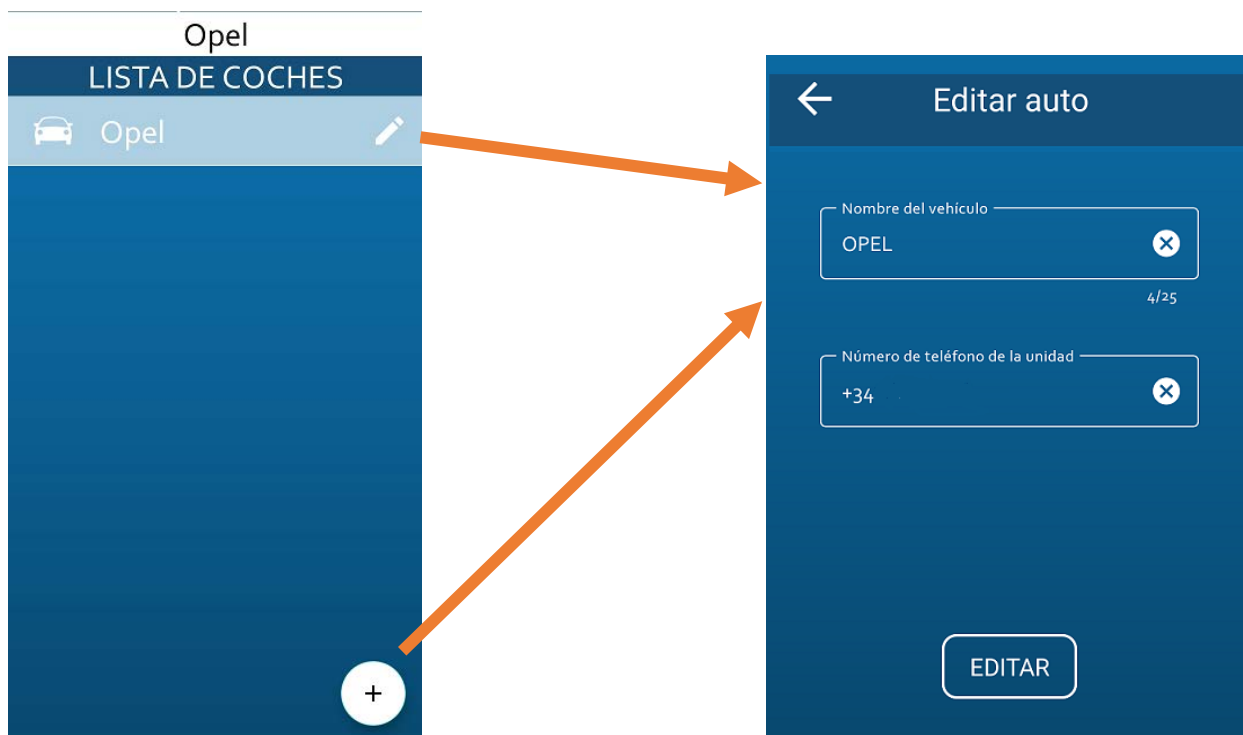 Opel
LISTA DE COCHES
Opel
+
Editar auto
Nombre del vehículo
OPEL
4/25
Número de teléfono de la unidad
+34
EDITAR